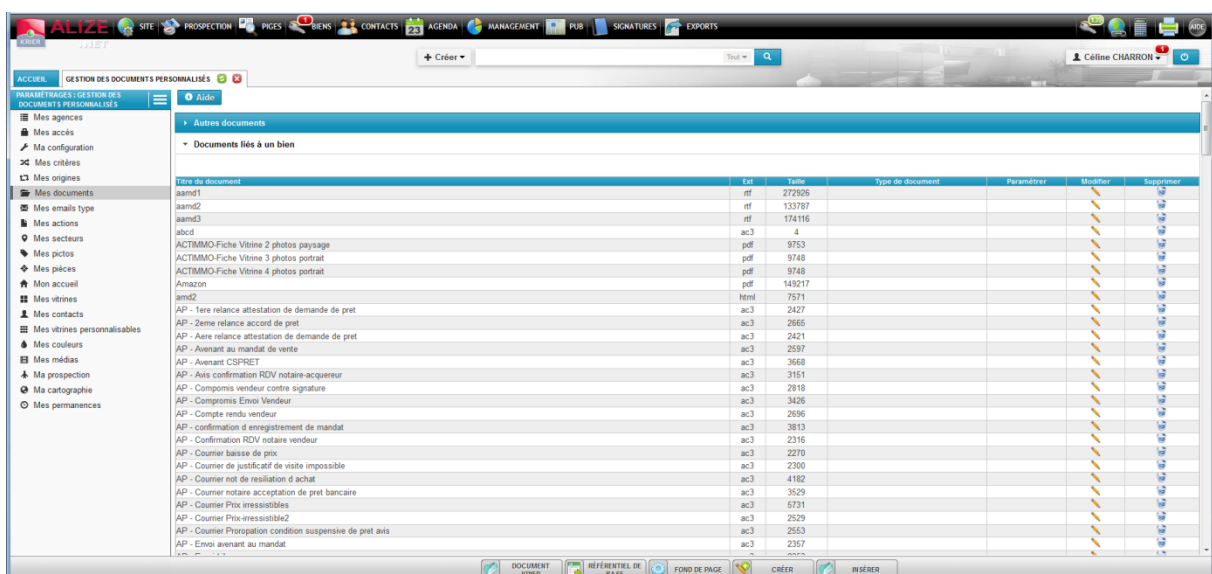 ALIZE SITE PROSPECTION PIGES 1 BIENS CONTACTS 23 AGENDA MANAGEMENT PUB SIGNATURES EXPORTS AIDE
KRIER .NET
+ Créer Tout Céline CHARRON 1
ACCUEIL GESTION DES DOCUMENTS PERSONNALISÉS
PARAMÉTRAGES : GESTION DES DOCUMENTS PERSONNALISÉS
Aide
Mes agences
Mes accés
Ma configuration
Mes critères
Mes origines
Mes documents
Mes emails type
Mes actions
Mes secteurs
Mes pictos
Mes pièces
Mon accueil
Mes vitrines
Mes contacts
Mes vitrines personnalisables
Mes couleurs
Mes médias
Ma prospection
Ma cartographie
Mes permanences
Autres documents
Documents liés à un bien
Titre du document Ext Taille Type de document Paramétrer Modifier Supprimer
aamd1 rtf 272926
aamd2 rtf 133787
aamd3 rtf 174116
abcd ac3 4
ACTIMMO-Fiche Vitrine 2 photos paysage pdf 9753
ACTIMMO-Fiche Vitrine 3 photos portrait pdf 9748
ACTIMMO-Fiche Vitrine 4 photos portrait pdf 9748
Amazon pdf 149217
amd2 html 7571
AP - 1ere relance attestation de demande de pret ac3 2427
AP - 2eme relance accord de pret ac3 2665
AP - Aere relance attestation de demande de pret ac3 2421
AP - Avenant au mandat de vente ac3 2597
AP - Avenant CSPRET ac3 3668
AP - Avis confirmation RDV notaire-acquereur ac3 3151
AP - Compomis vendeur contre signature ac3 2818
AP - Compromis Envoi Vendeur ac3 3426
AP - Compte rendu vendeur ac3 2696
AP - confirmation d enregistrement de mandat ac3 3813
AP - Confirmation RDV notaire vendeur ac3 2316
AP - Courrier baisse de prix ac3 2270
AP - Courrier de justificatif de visite impossible ac3 2300
AP - Courrier not de resiliation d achat ac3 4182
AP - Courrier notaire acceptation de pret bancaire ac3 3529
AP - Courrier Prix irressistibles ac3 5731
AP - Courrier Prix-irressistible2 ac3 2529
AP - Courrier Proropation condition suspensive de pret avis ac3 2553
AP - Envoi avenant au mandat ac3 2357
DOCUMENT KRIER RÉFÉRENTIEL DE BASE FOND DE PAGE CRÉER INSÉRER